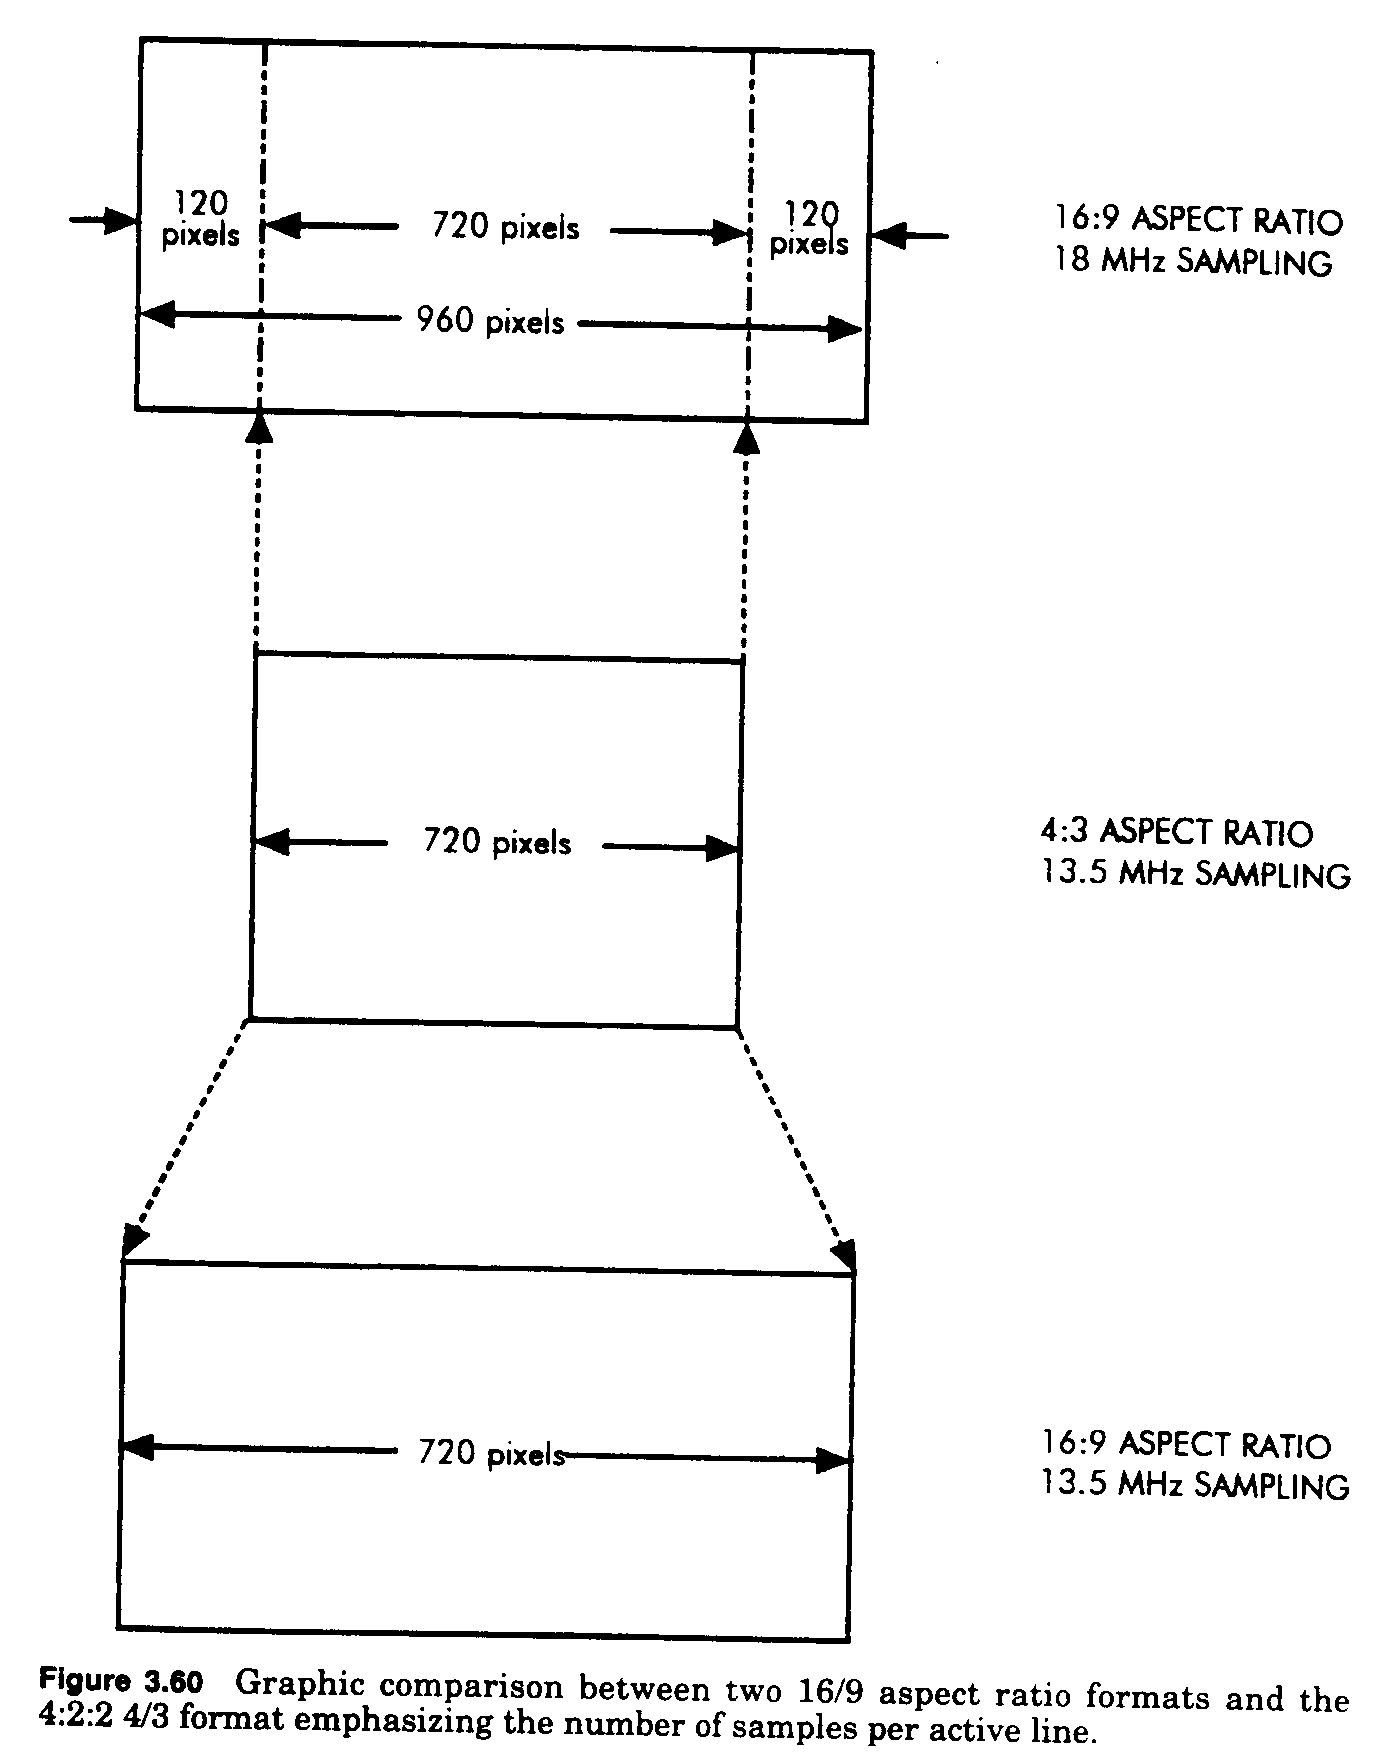 120
pixels
720 pixels
120
pixels
16:9 ASPECT RATIO
18 MHz SAMPLING
960 pixels
720 pixels
4:3 ASPECT RATIO
13.5 MHz SAMPLING
720 pixels
16:9 ASPECT RATIO
13.5 MHz SAMPLING
Figure 3.60 Graphic comparison between two 16/9 aspect ratio formats and the
4:2:2 4/3 format emphasizing the number of samples per active line.